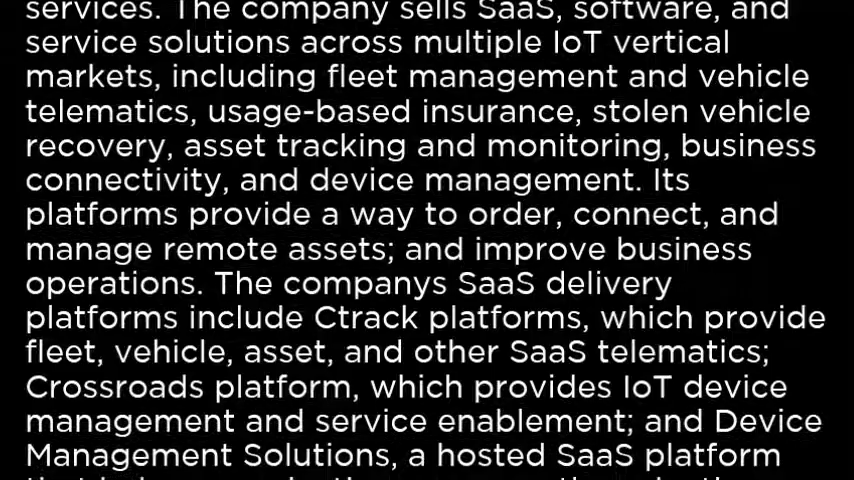 services. The company sells SaaS, software, and
service solutions across multiple IoT vertical
markets, including fleet management and vehicle
telematics, usage-based insurance, stolen vehicle
recovery, asset tracking and monitoring, business
connectivity, and device management. Its
platforms provide a way to order, connect, and
manage remote assets; and improve business
operations. The companys SaaS delivery
platforms include Ctrack platforms, which provide
fleet, vehicle, asset, and other SaaS telematics;
Crossroads platform, which provides IoT device
management and service enablement; and Device
Management Solutions, a hosted SaaS platform